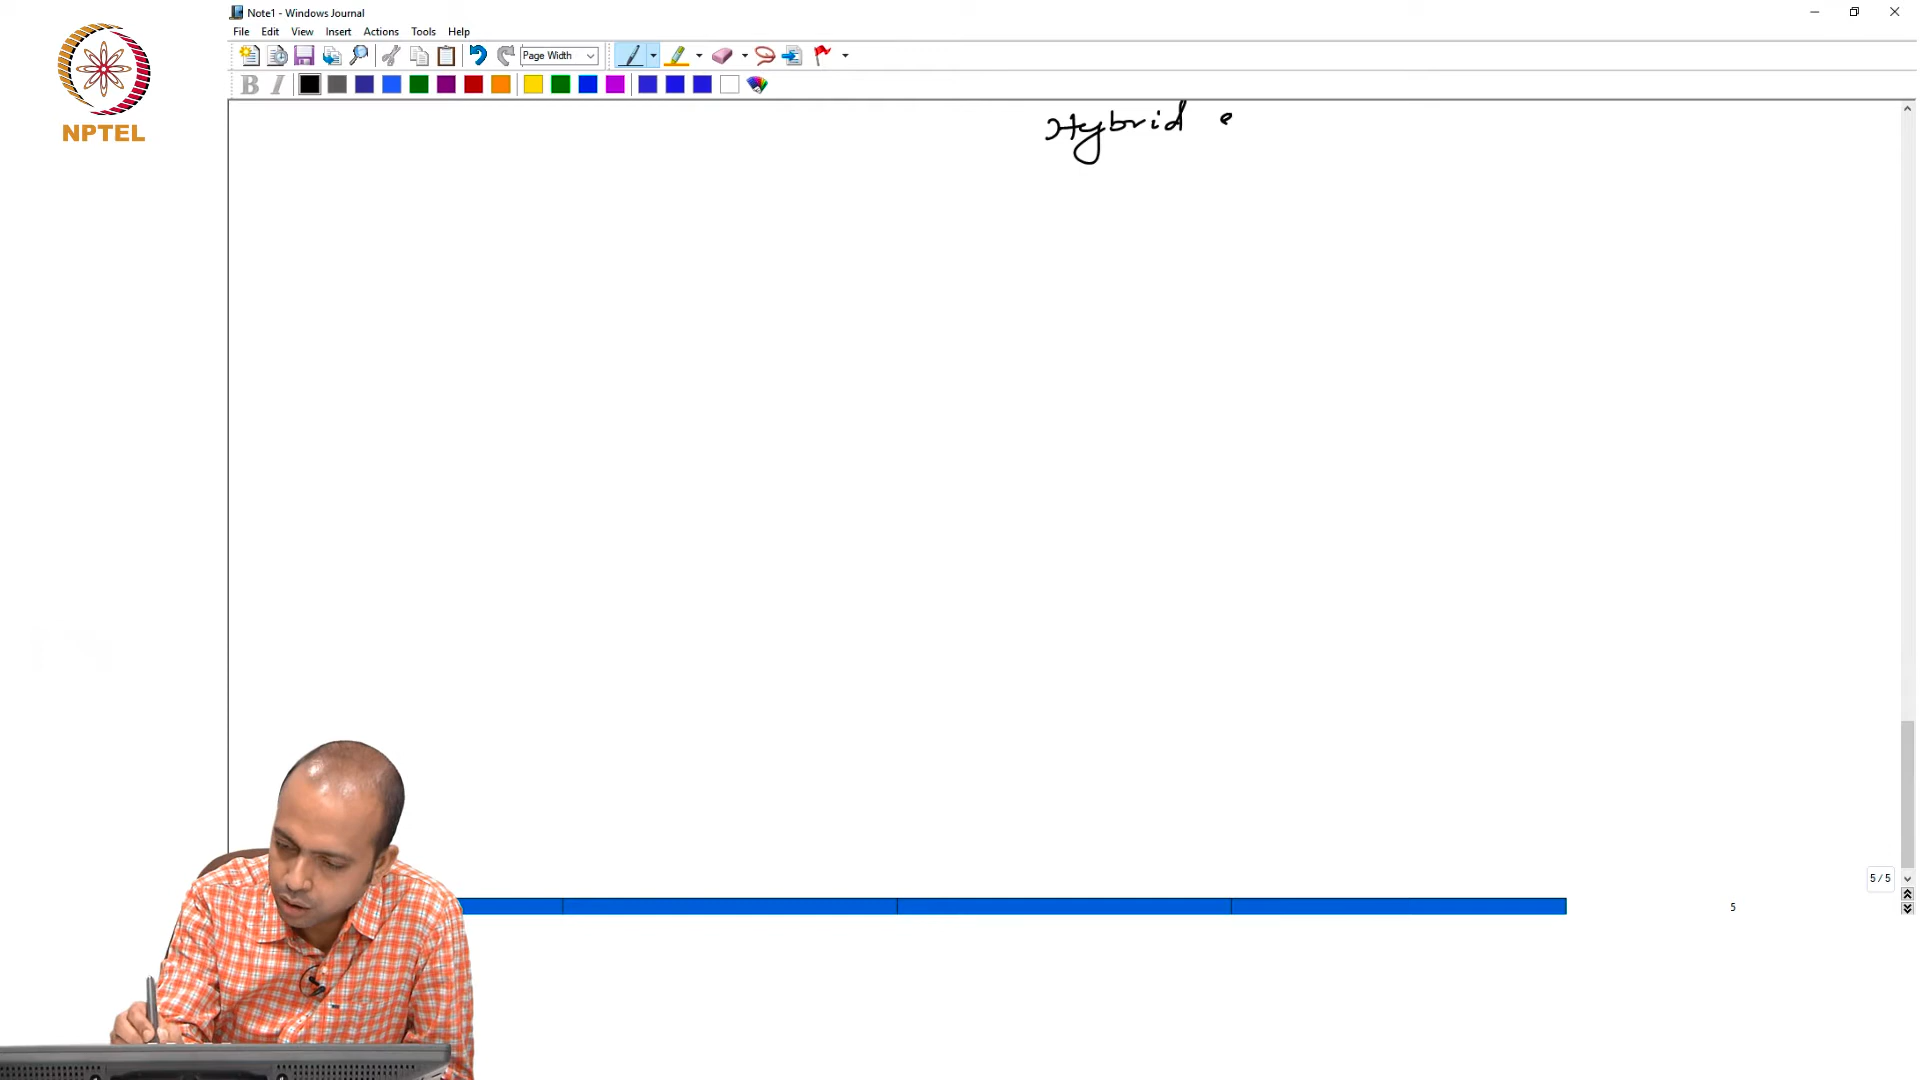 Note1 - Windows Journal
File Edit View Insert Actions Tools Help
Page Width
B I
NPTEL
Hybrid
5 / 5
5